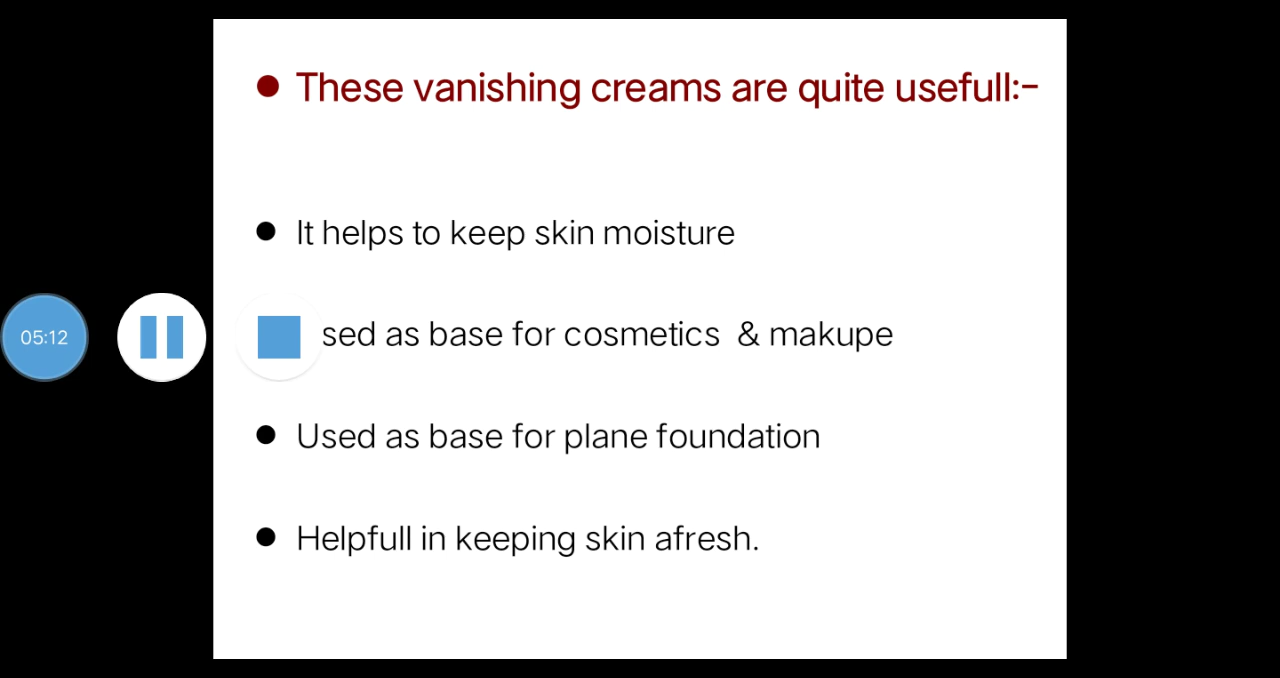 These vanishing creams are quite usefull:-
It helps to keep skin moisture
05:12
sed as base for cosmetics & makupe
Used as base for plane foundation
Helpfull in keeping skin afresh.